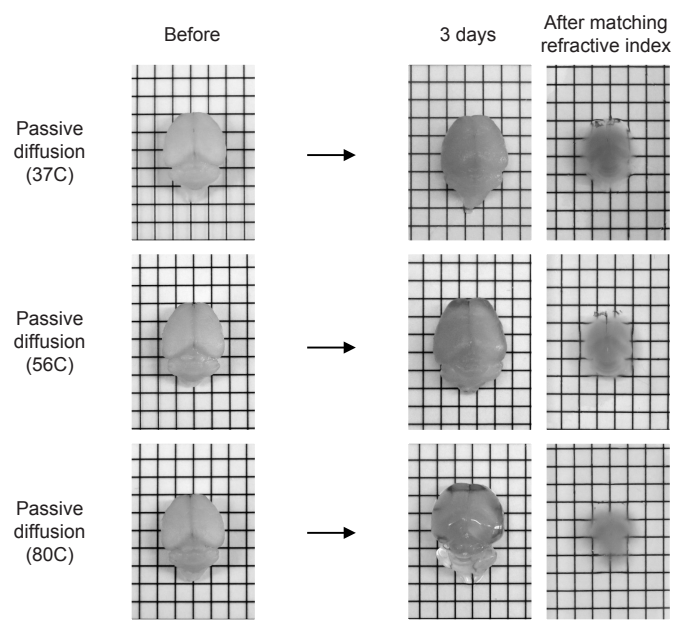 Before
3 days
After matching
refractive index
Passive
diffusion
(37C)
Passive
diffusion
(56C)
Passive
diffusion
(80C)